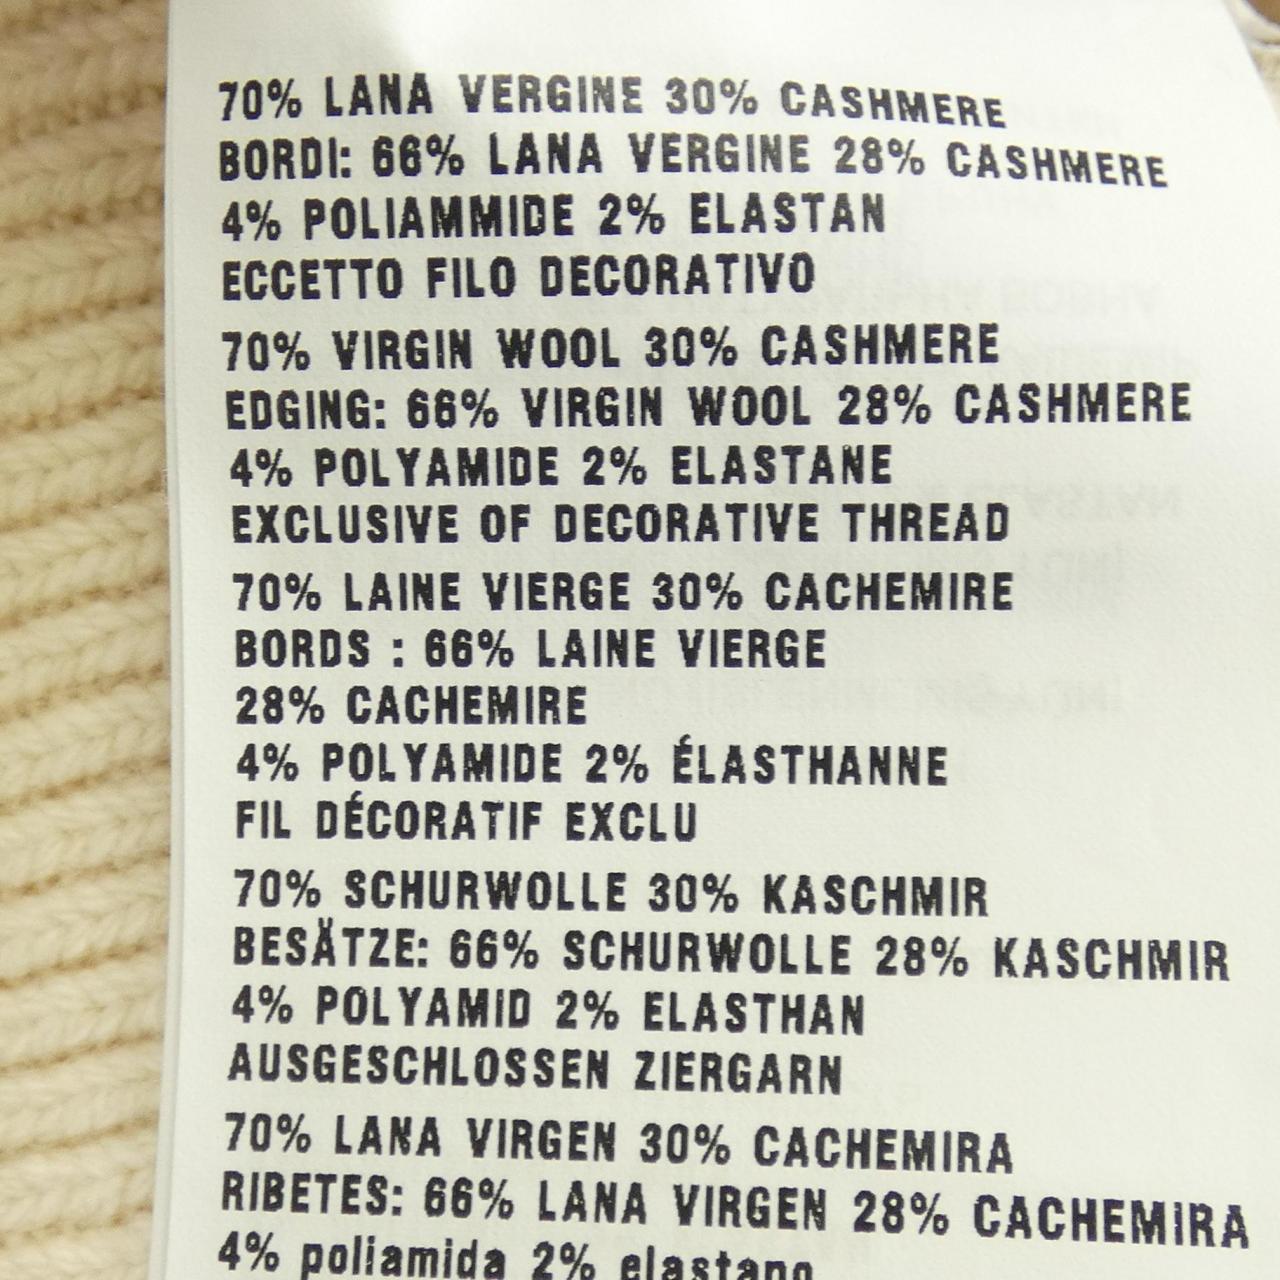 70% LANA VERGINE 30% CASHMERE
BORDI: 66% LANA VERGINE 28% CASHMERE
4% POLIAMMIDE 2% ELASTAN
ECCETTO FILO DECORATIVO
70% VIRGIN WOOL 30% CASHMERE
EDGING: 66% VIRGIN WOOL 28% CASHMERE
4% POLYAMIDE 2% ELASTANE
EXCLUSIVE OF DECORATIVE THREAD
70% LAINE VIERGE 30% CACHEMIRE
BORDS : 66% LAINE VIERGE
28% CACHEMIRE
4% POLYAMIDE 2% ÉLASTHANNE
FIL DÉCORATIF EXCLU
70% SCHURWOLLE 30% KASCHMIR
BESÄTZE: 66% SCHURWOLLE 28% KASCHMIR
4% POLYAMID 2% ELASTHAN
AUSGESCHLOSSEN ZIERGARN
70% LANA VIRGEN 30% CACHEMIRA
RIBETES: 66% LANA VIRGEN 28% CACHEMIRA
4% poliamida 2% elastano